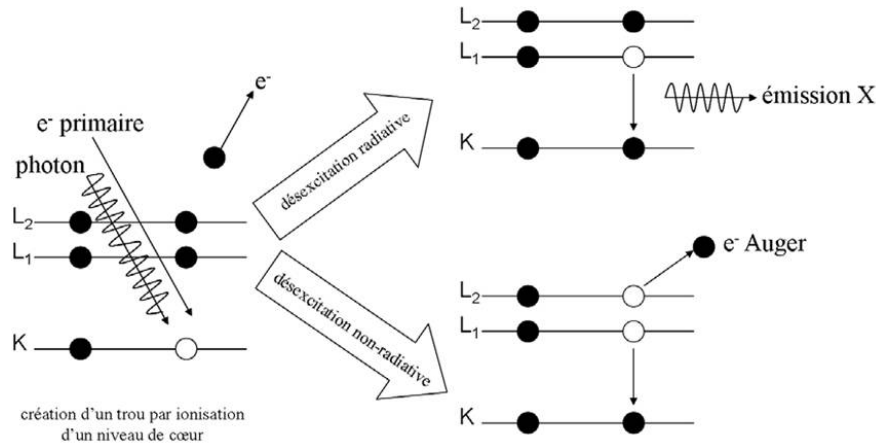 e⁻
e⁻ primaire
photon
L₂
L₁
K
création d'un trou par ionisation
d'un niveau de cœur
désexcitation radiative
désexcitation non-radiative
L₂
L₁
émission X
K
e⁻ Auger
L₂
L₁
K